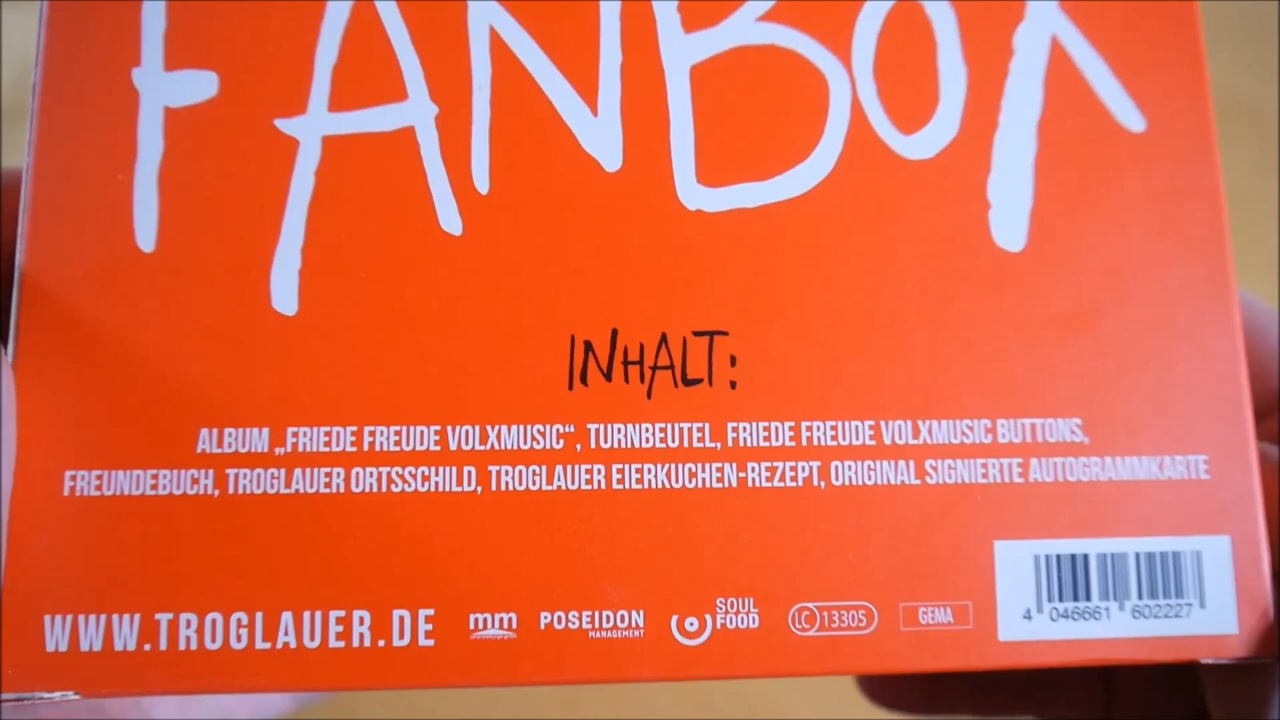 FANBOX
INHALT:
ALBUM „FRIEDE FREUDE VOLXMUSIC“, TURNBEUTEL, FRIEDE FREUDE VOLXMUSIC BUTTONS,
FREUNDEBUCH, TROGLAUER ORTSSCHILD, TROGLAUER EIERKUCHEN-REZEPT, ORIGINAL SIGNIERTE AUTOGRAMMKARTE
WWW.TROGLAUER.DE
mm
POSEIDON
MANAGEMENT
SOUL
FOOD
LC 13305
GEMA
4 046661 602227